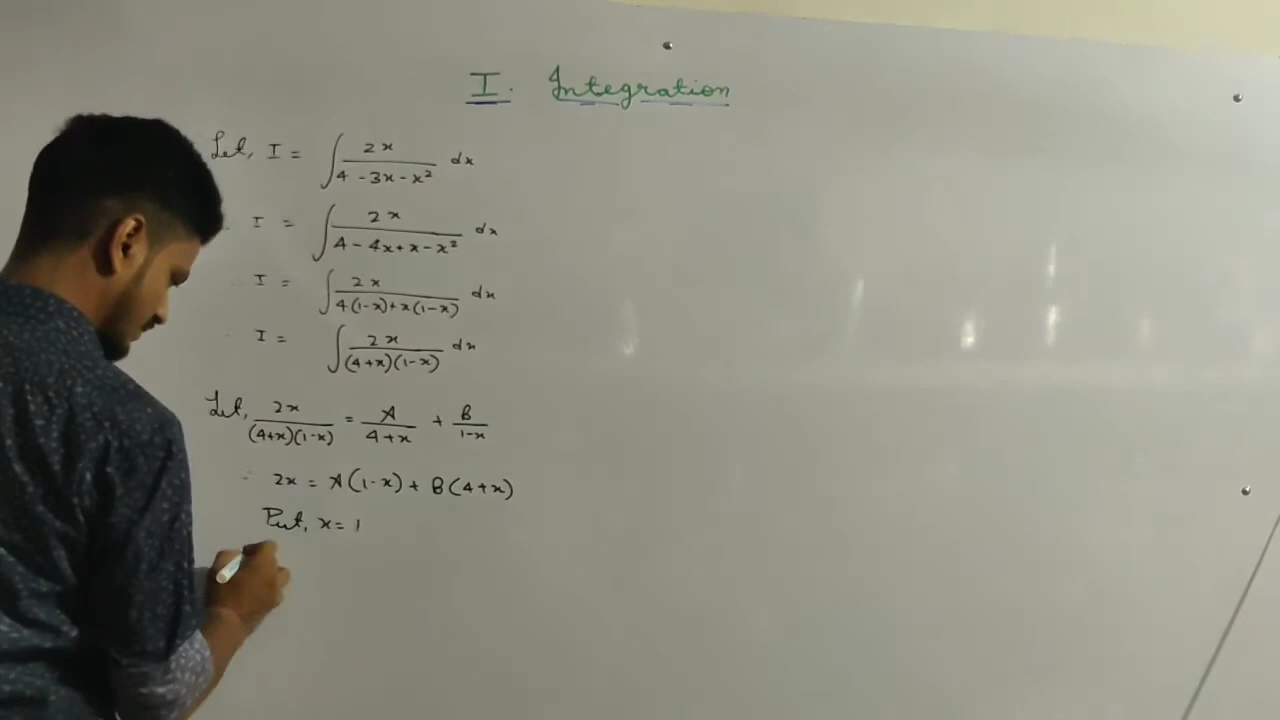 I. Integration
Let, I = ∫ 2x / (4 - 3x - x²) dx
I = ∫ 2x / (4 - 4x + x - x²) dx
I = ∫ 2x / (4(1-x) + x(1-x)) dx
I = ∫ 2x / ((4+x)(1-x)) dx
Let, 2x / ((4+x)(1-x)) = A / (4+x) + B / (1-x)
∴ 2x = A(1-x) + B(4+x)
Put, x = 1